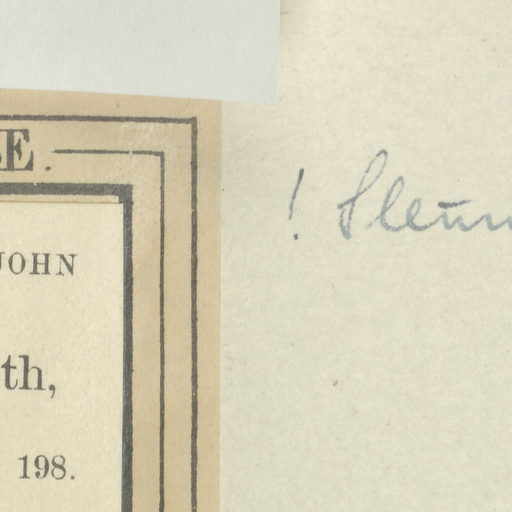 E.
JOHN
th,
198.
!